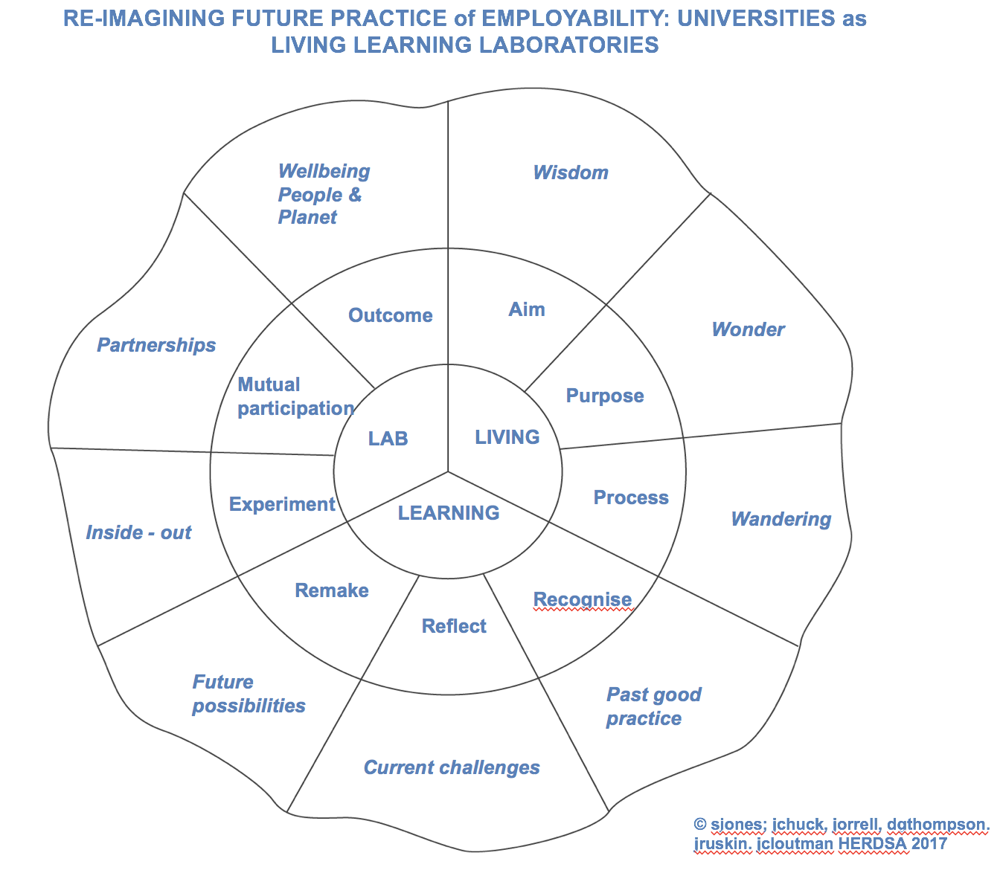 RE-IMAGINING FUTURE PRACTICE of EMPLOYABILITY: UNIVERSITIES as
LIVING LEARNING LABORATORIES
Wellbeing
People &
Planet
Wisdom
Partnerships
Wonder
Outcome
Aim
Mutual
participation
Purpose
LAB
LIVING
LEARNING
Experiment
Process
Inside - out
Wandering
Remake
Reflect
Recognise
Future
possibilities
Current challenges
Past good
practice
© sjones; jchuck, jorrell, dgthompson.
jruskin. jcloutman HERDSA 2017